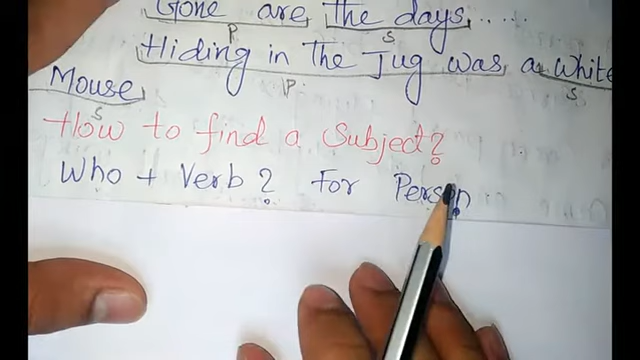 Gone are the days......
P S
Hiding in the Jug was a white
P S
Mouse
S
How to find a Subject?
Who + Verb ? For Person